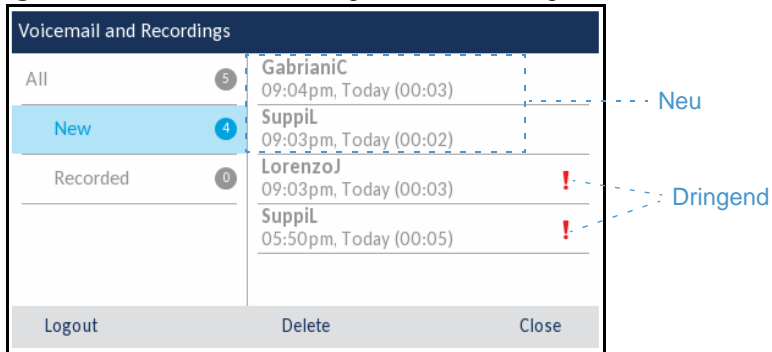 Voicemail and Recordings
All 5
New 4
Recorded 0
GabrianiC
09:04pm, Today (00:03)
SuppiL
09:03pm, Today (00:02)
LorenzoJ
09:03pm, Today (00:03) !
SuppiL
05:50pm, Today (00:05) !
Neu
Dringend
Logout Delete Close